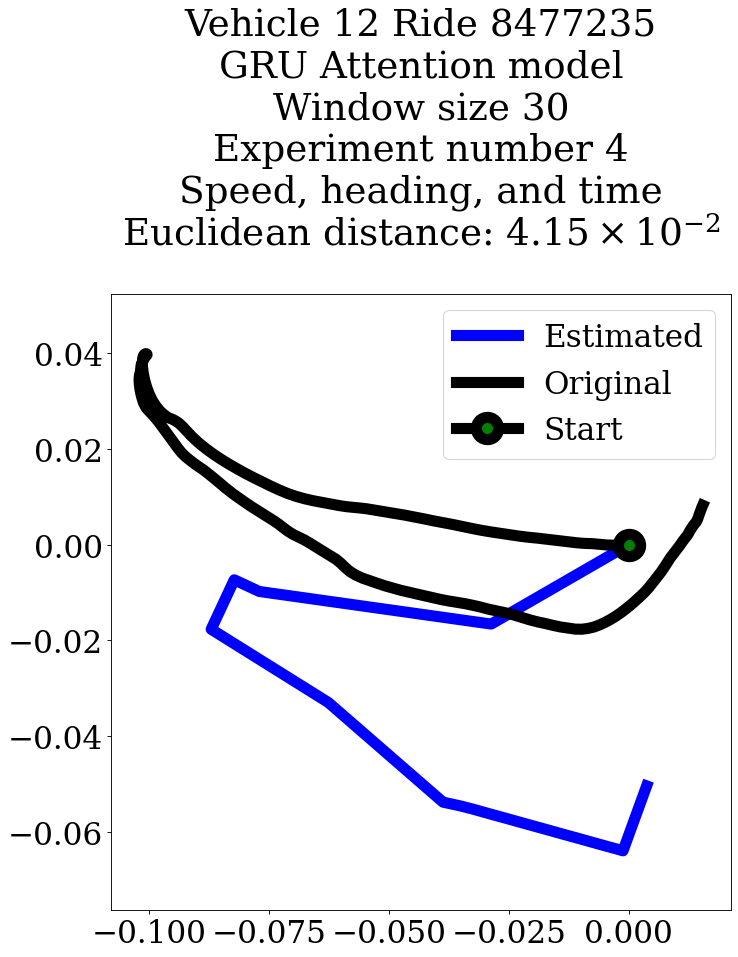 Vehicle 12 Ride 8477235
GRU Attention model
Window size 30
Experiment number 4
Speed, heading, and time
Euclidean distance: 4.15 × 10⁻²
Estimated
Original
Start
0.04
0.02
0.00
−0.02
−0.04
−0.06
−0.100 −0.075 −0.050 −0.025 0.000